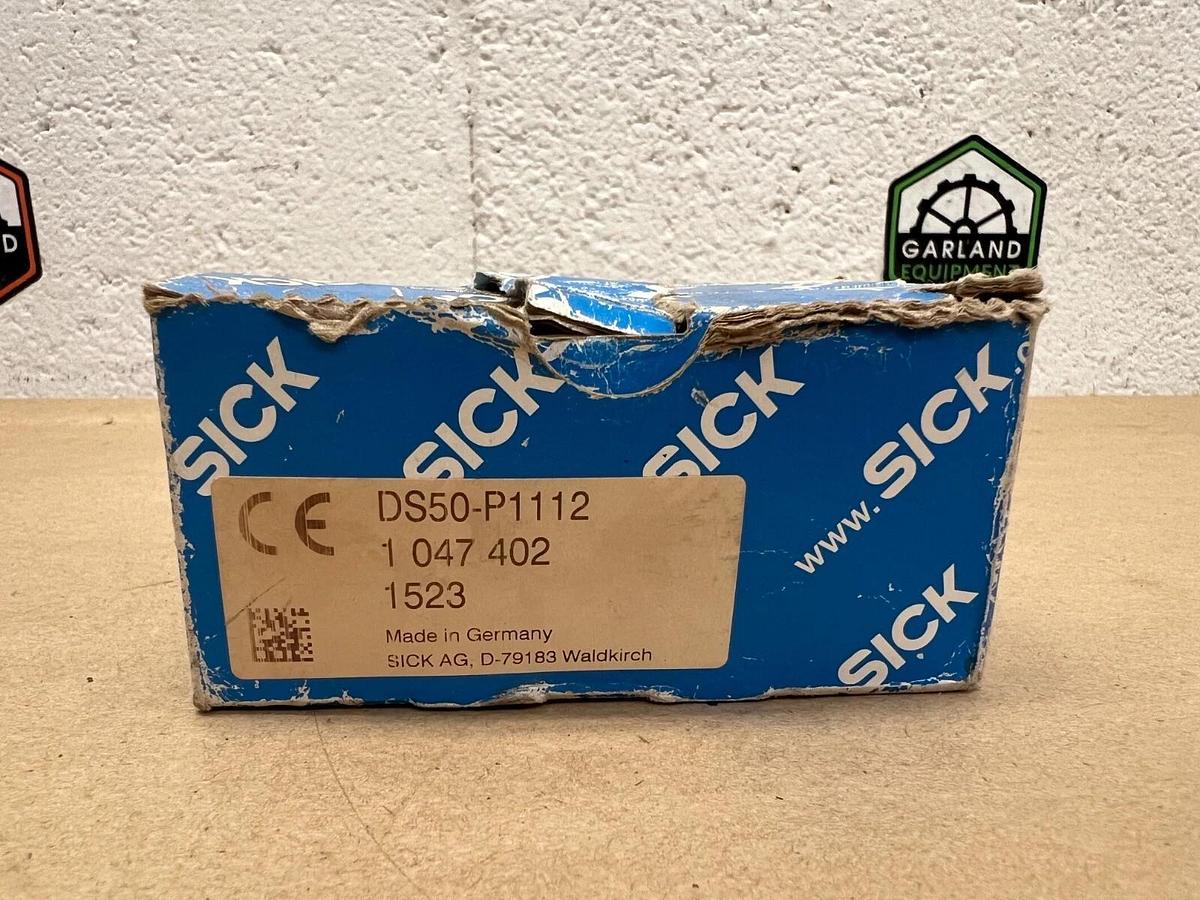 D
GARLAND
EQUIPMENT
SICK
SICK
SICK
www.SICK
SICK
CE
DS50-P1112
1 047 402
1523
Made in Germany
SICK AG, D-79183 Waldkirch